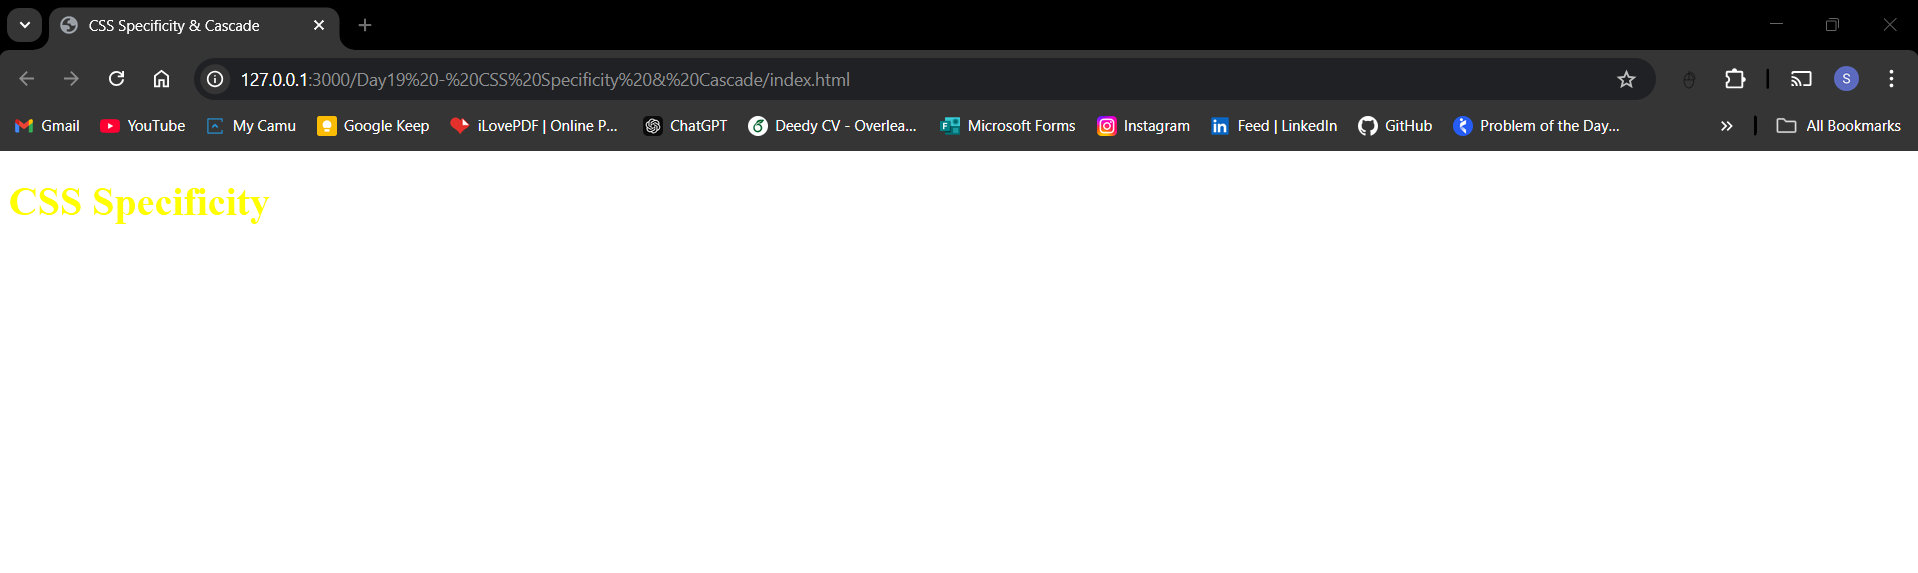 CSS Specificity & Cascade
127.0.0.1:3000/Day19%20-%20CSS%20Specificity%20&%20Cascade/index.html
S
Gmail YouTube My Camu Google Keep iLovePDF | Online P... ChatGPT Deedy CV - Overlea... Microsoft Forms Instagram Feed | LinkedIn GitHub Problem of the Day... All Bookmarks
CSS Specificity